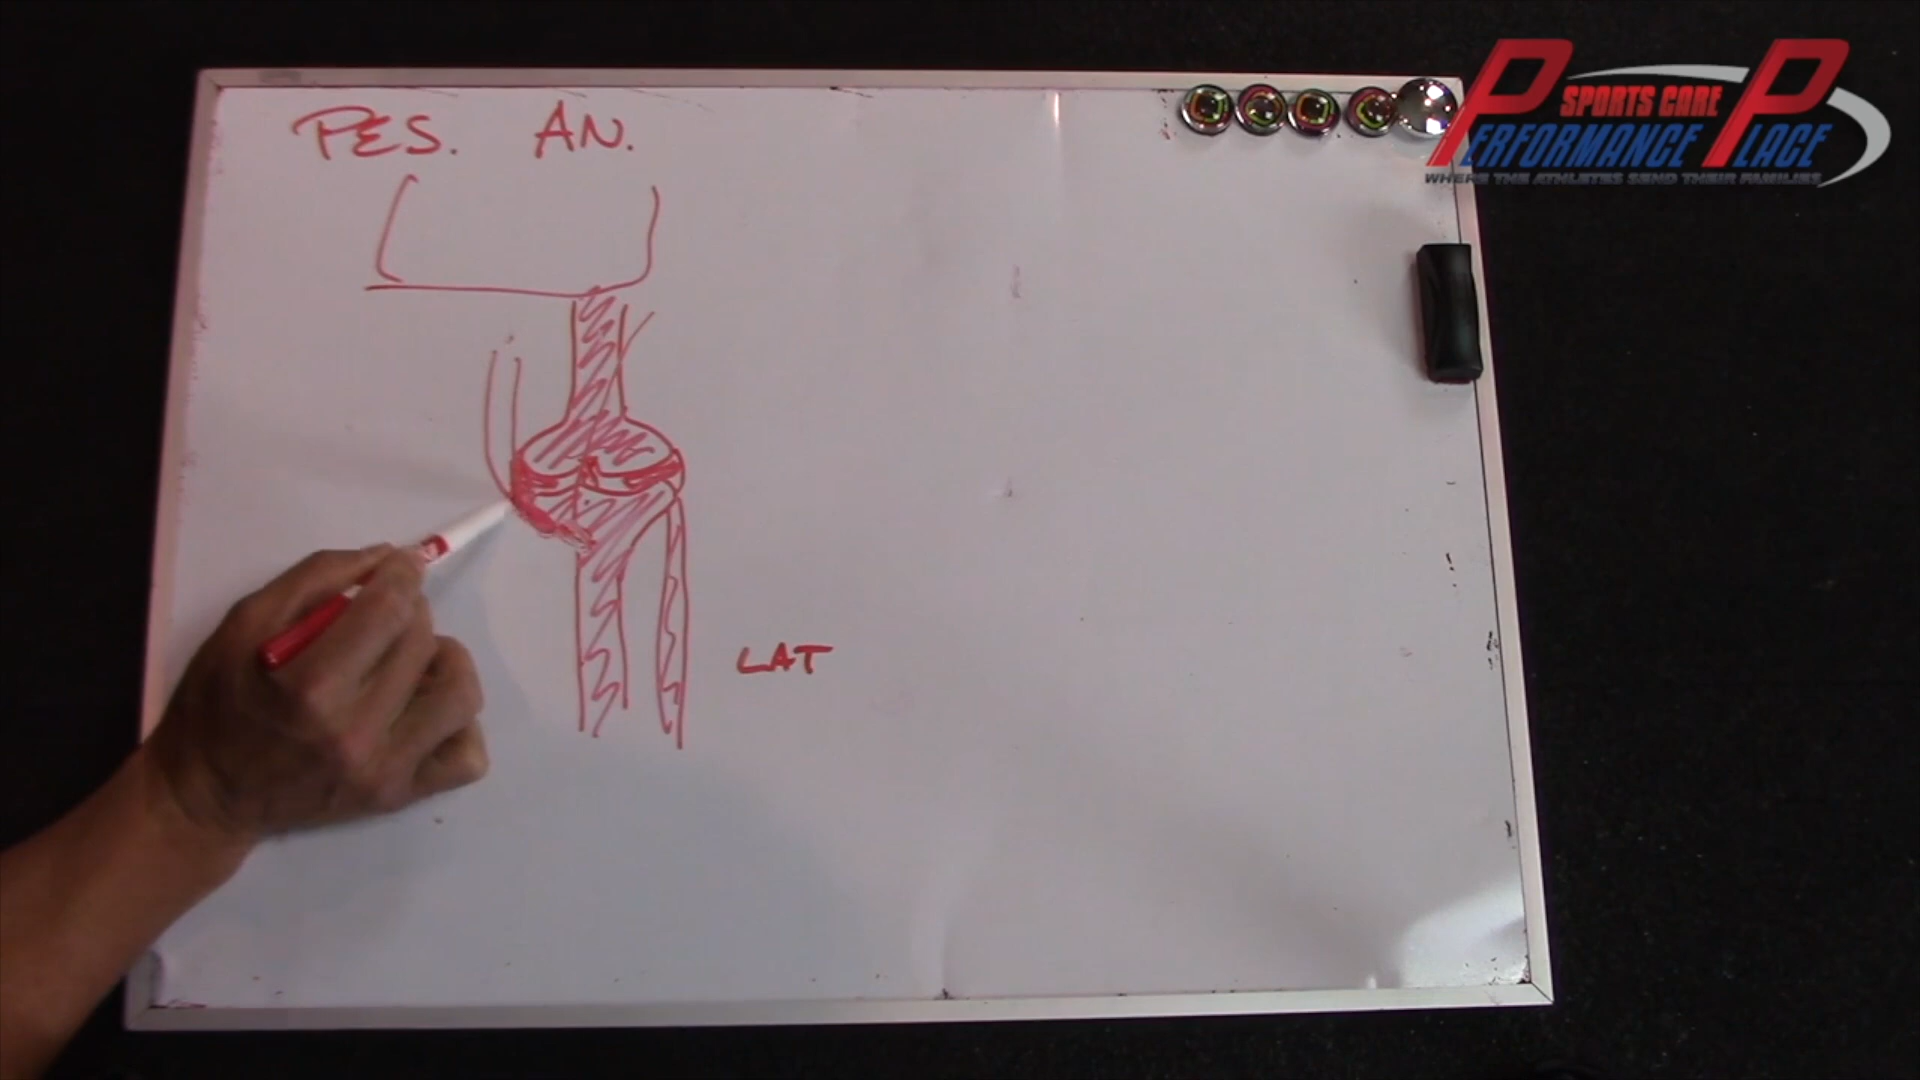 PES. AN.
LAT
SPORTS CARE
PERFORMANCE PLACE
WHERE THE ATHLETES SEND THEIR FAMILIES